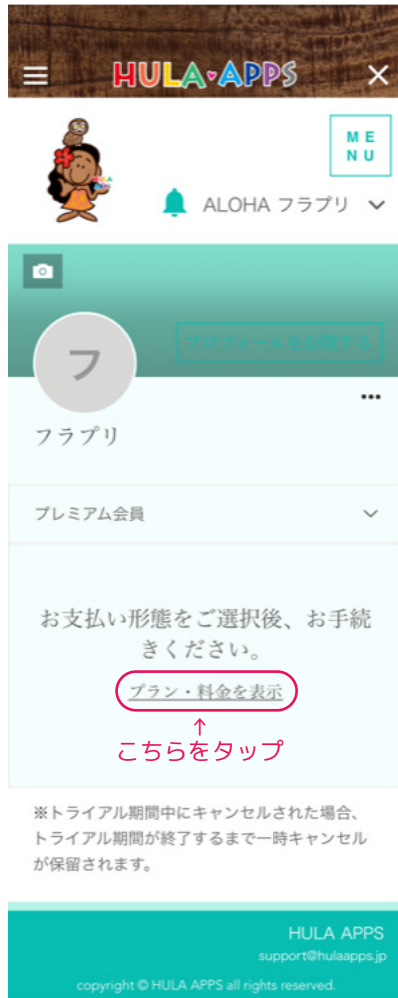 HULA APPS
ME
NU
ALOHA フラプリ
フ
プロフィールを公開する
フラプリ
プレミアム会員
お支払い形態をご選択後、お手続
きください。
プラン・料金を表示
↑
こちらをタップ
※トライアル期間中にキャンセルされた場合、
トライアル期間が終了するまで一時キャンセル
が保留されます。
HULA APPS
support@hulaapps.jp
copyright © HULA APPS all rights reserved.